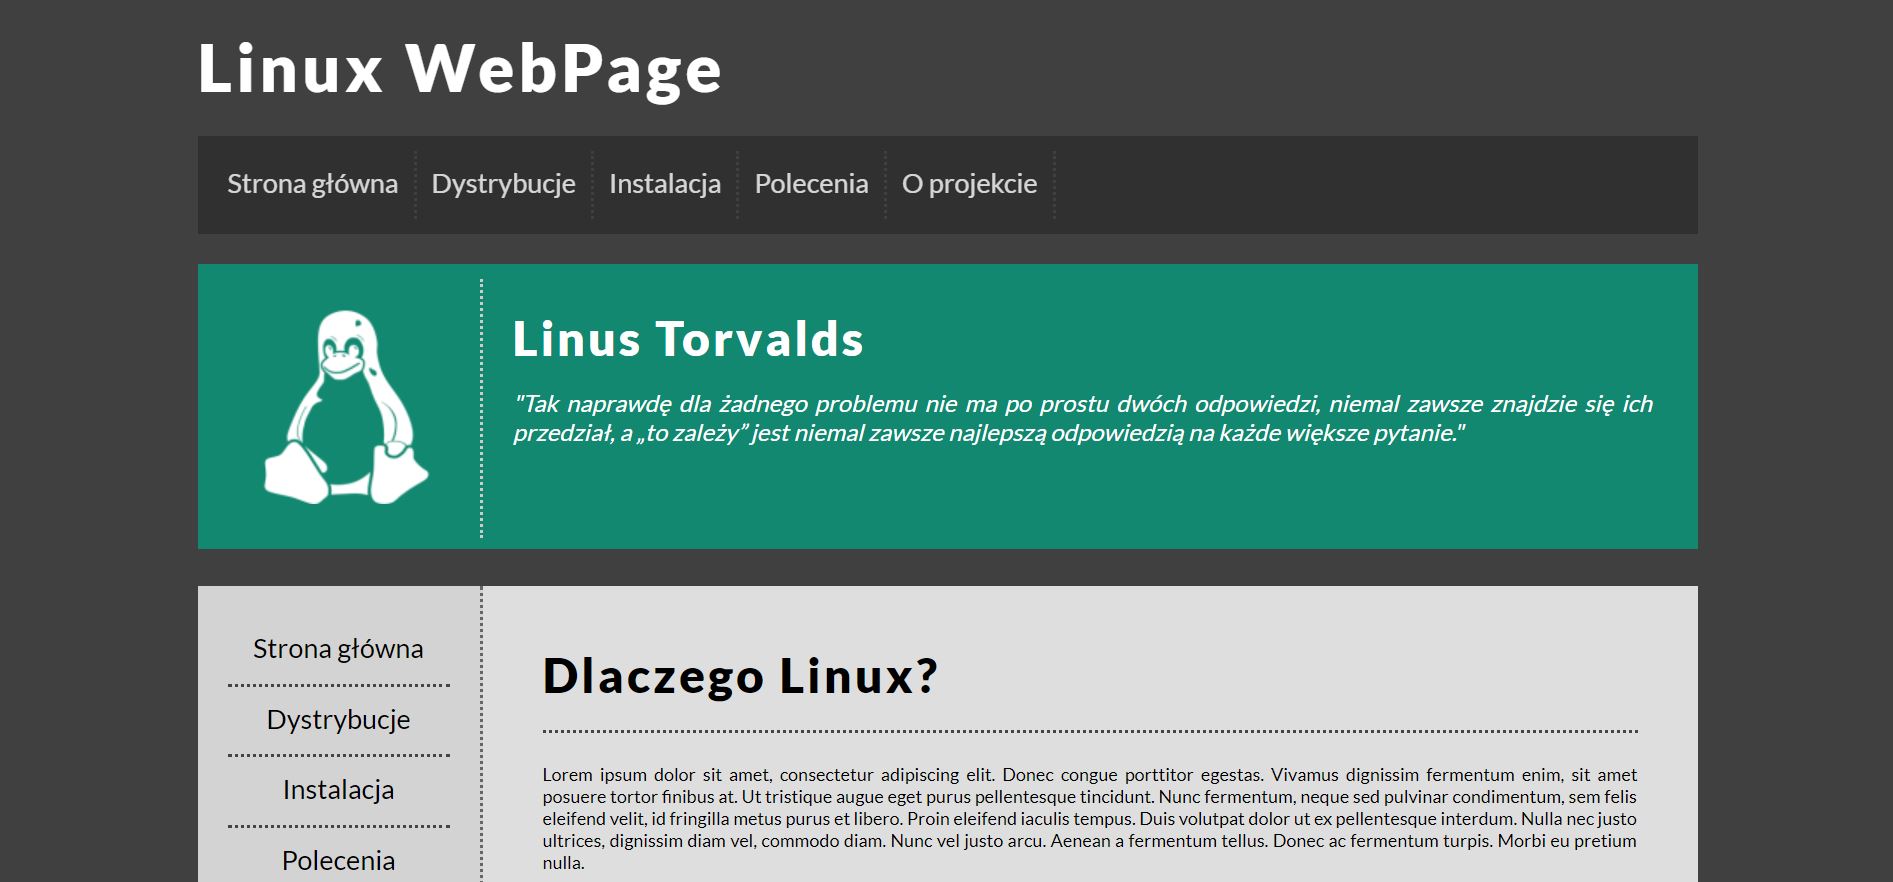 Linux WebPage
Strona główna Dystrybucje Instalacja Polecenia O projekcie
Linus Torvalds
"Tak naprawdę dla żadnego problemu nie ma po prostu dwóch odpowiedzi, niemal zawsze znajdzie się ich
przedział, a „to zależy” jest niemal zawsze najlepszą odpowiedzią na każde większe pytanie."
Strona główna
Dystrybucje
Instalacja
Polecenia
Dlaczego Linux?
Lorem ipsum dolor sit amet, consectetur adipiscing elit. Donec congue porttitor egestas. Vivamus dignissim fermentum enim, sit amet
posuere tortor finibus at. Ut tristique augue eget purus pellentesque tincidunt. Nunc fermentum, neque sed pulvinar condimentum, sem felis
eleifend velit, id fringilla metus purus et libero. Proin eleifend iaculis tempus. Duis volutpat dolor ut ex pellentesque interdum. Nulla nec justo
ultrices, dignissim diam vel, commodo diam. Nunc vel justo arcu. Aenean a fermentum tellus. Donec ac fermentum turpis. Morbi eu pretium
nulla.